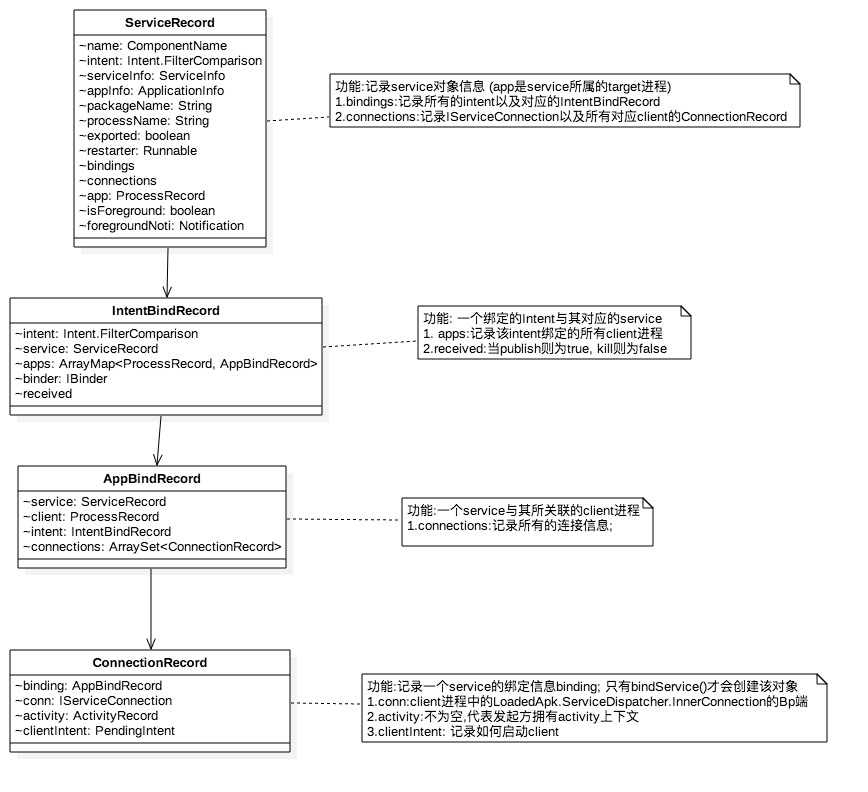 ServiceRecord
~name: ComponentName
~intent: Intent.FilterComparison
~serviceInfo: ServiceInfo
~appInfo: ApplicationInfo
~packageName: String
~processName: String
~exported: boolean
~restarter: Runnable
~bindings
~connections
~app: ProcessRecord
~isForeground: boolean
~foregroundNoti: Notification
功能:记录service对象信息 (app是service所属的target进程)
1.bindings:记录所有的intent以及对应的IntentBindRecord
2.connections:记录IServiceConnection以及所有对应client的ConnectionRecord
IntentBindRecord
~intent: Intent.FilterComparison
~service: ServiceRecord
~apps: ArrayMap<ProcessRecord, AppBindRecord>
~binder: IBinder
~received
功能: 一个绑定的Intent与其对应的service
1. apps:记录该intent绑定的所有client进程
2.received:当publish则为true, kill则为false
AppBindRecord
~service: ServiceRecord
~client: ProcessRecord
~intent: IntentBindRecord
~connections: ArraySet<ConnectionRecord>
功能:一个service与其所关联的client进程
1.connections:记录所有的连接信息;
ConnectionRecord
~binding: AppBindRecord
~conn: IServiceConnection
~activity: ActivityRecord
~clientIntent: PendingIntent
功能:记录一个service的绑定信息binding; 只有bindService()才会创建该对象
1.conn:client进程中的LoadedApk.ServiceDispatcher.InnerConnection的Bp端
2.activity:不为空,代表发起方拥有activity上下文
3.clientIntent: 记录如何启动client